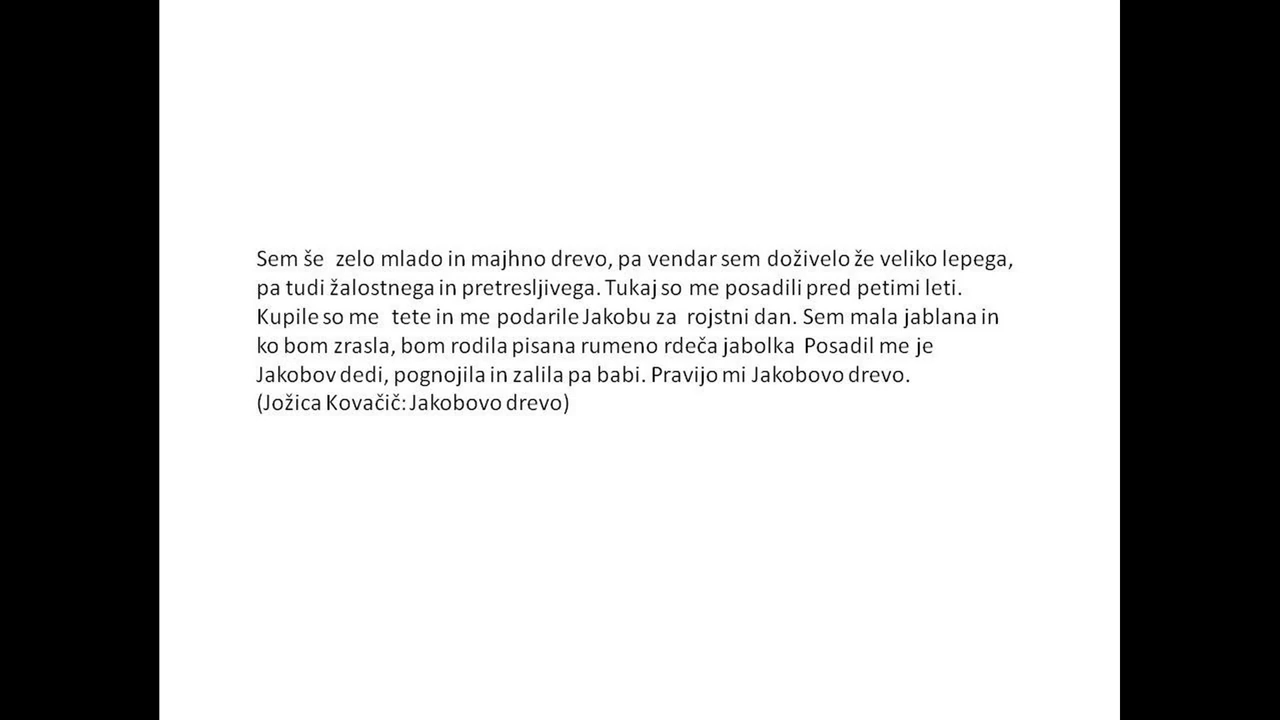 Sem še zelo mlado in majhno drevo, pa vendar sem doživelo že veliko lepega,
pa tudi žalostnega in pretresljivega. Tukaj so me posadili pred petimi leti.
Kupile so me tete in me podarile Jakobu za rojstni dan. Sem mala jablana in
ko bom zrasla, bom rodila pisana rumeno rdeča jabolka Posadil me je
Jakobov dedi, pognojila in zalila pa babi. Pravijo mi Jakobovo drevo.
(Jožica Kovačič: Jakobovo drevo)